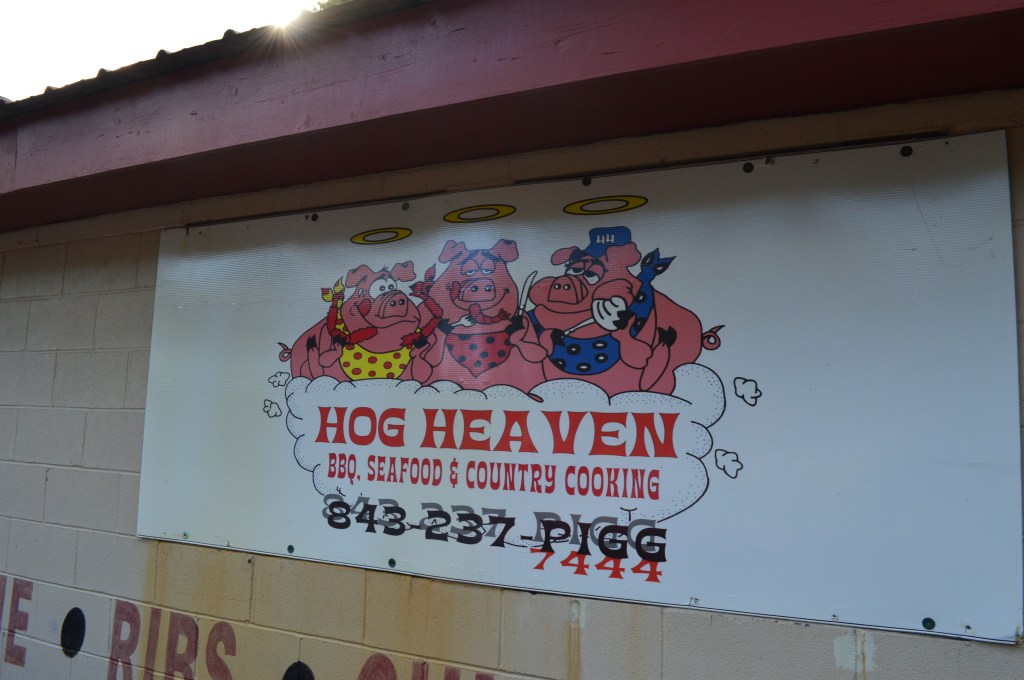 44
HOG HEAVEN
BBQ, SEAFOOD & COUNTRY COOKING
843-237-PIGG
7444
RIBS